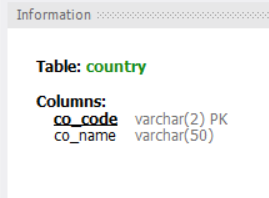 Information
Table: country
Columns:
co_code varchar(2) PK
co_name varchar(50)